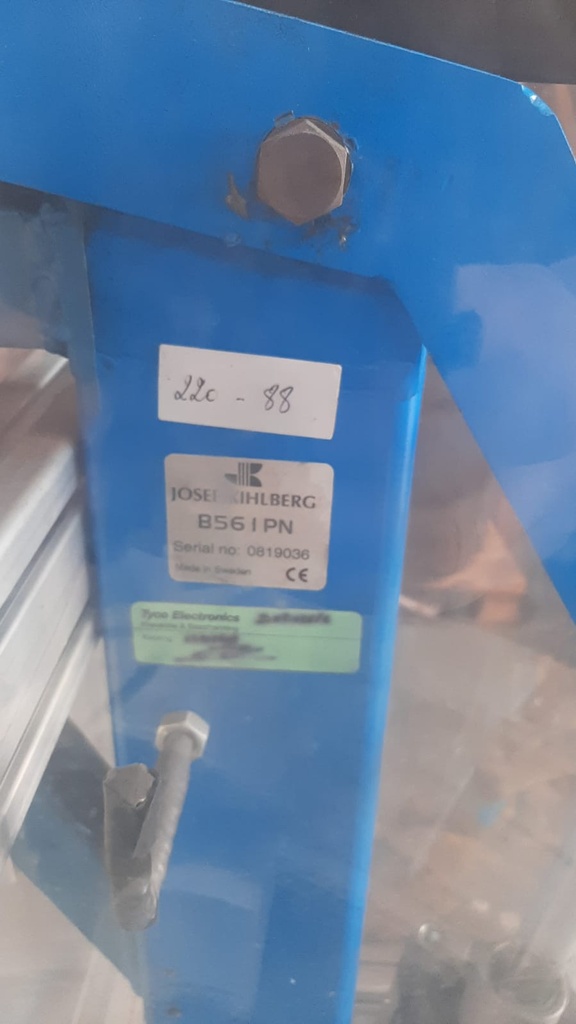 22c - 88
JOSEF KIHLBERG
B561PN
Serial no: 0819036
Made in Sweden
CE
Tyco Electronics